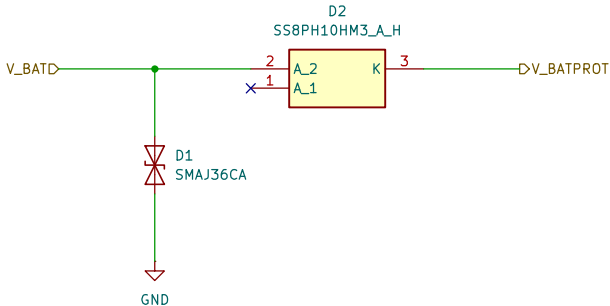 D2
SS8PH10HM3_A_H
V_BAT
2
A_2
K
3
V_BATPROT
1
A_1
D1
SMAJ36CA
GND